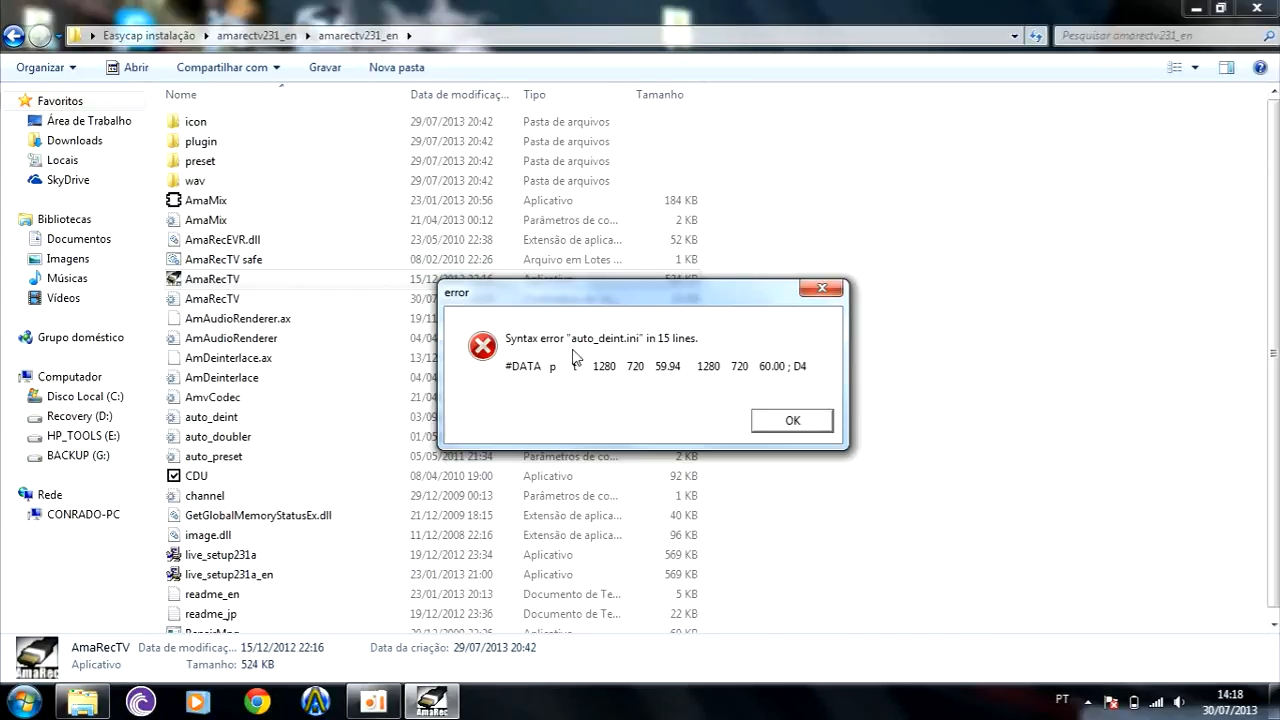 Easycap instalação ▸ amarectv231_en ▸ amarectv231_en ▸
Pesquisar amarectv231_en
Organizar
Abrir
Compartilhar com
Gravar
Nova pasta
Favoritos
Área de Trabalho
Downloads
Locais
SkyDrive
Bibliotecas
Documentos
Imagens
Músicas
Vídeos
Grupo doméstico
Computador
Disco Local (C:)
Recovery (D:)
HP_TOOLS (E:)
BACKUP (G:)
Rede
CONRADO-PC
Nome Data de modificaç... Tipo Tamanho
icon 29/07/2013 20:42 Pasta de arquivos
plugin 29/07/2013 20:42 Pasta de arquivos
preset 29/07/2013 20:42 Pasta de arquivos
wav 29/07/2013 20:42 Pasta de arquivos
AmaMix 23/01/2013 20:56 Aplicativo 184 KB
AmaMix 21/04/2013 00:12 Parâmetros de co... 2 KB
AmaRecEVR.dll 23/05/2010 22:38 Extensão de aplica... 52 KB
AmaRecTV safe 08/02/2010 22:26 Arquivo em Lotes ... 1 KB
AmaRecTV
AmaRecTV
AmAudioRenderer.ax
AmAudioRenderer
AmDeinterlace.ax
AmDeinterlace
AmvCodec
auto_deint
auto_doubler
auto_preset 05/05/2011 21:34 Parâmetros de co... 2 KB
CDU 08/04/2010 19:00 Aplicativo 92 KB
channel 29/12/2009 00:13 Parâmetros de co... 1 KB
GetGlobalMemoryStatusEx.dll 21/12/2009 18:15 Extensão de aplica... 40 KB
image.dll 11/12/2008 22:16 Extensão de aplica... 96 KB
live_setup231a 19/12/2012 23:34 Aplicativo 569 KB
live_setup231a_en 23/01/2013 21:00 Aplicativo 569 KB
readme_en 23/01/2013 20:51 Documento de Te... 5 KB
readme_jp 19/12/2012 23:36 Documento de Te... 22 KB
error
Syntax error "auto_deint.ini" in 15 lines.
#DATA p t 1280 720 59.94 1280 720 60.00 ; D4
OK
AmaRecTV Data de modificaç... 15/12/2012 22:16 Data da criação: 29/07/2013 20:42
Aplicativo Tamanho: 524 KB
AmaRec
AmaRec
PT
14:18
30/07/2013